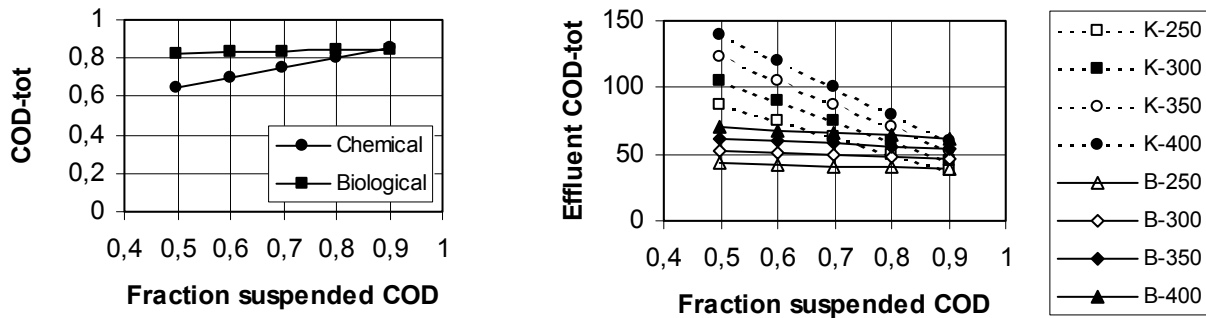 COD-tot
1
0,8
0,6
0,4
0,2
0
0,4 0,5 0,6 0,7 0,8 0,9 1
Fraction suspended COD
Chemical
Biological
Effluent COD-tot
150
100
50
0
0,4 0,5 0,6 0,7 0,8 0,9 1
Fraction suspended COD
K-250
K-300
K-350
K-400
B-250
B-300
B-350
B-400